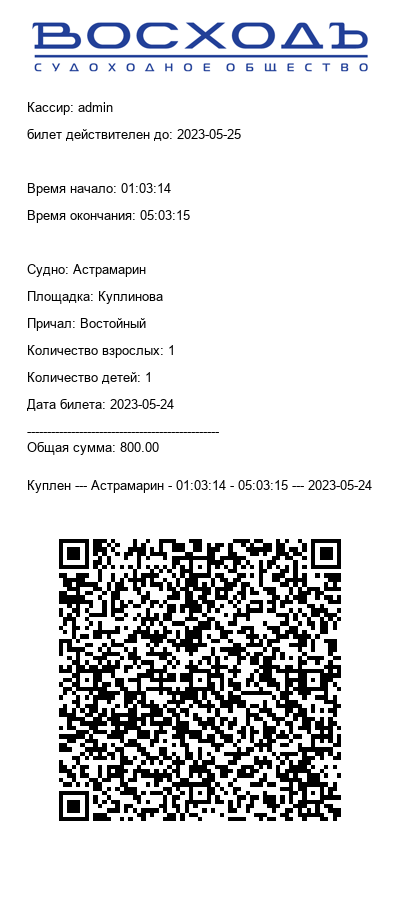 ВОСХОДЪ
СУДОХОДНОЕ ОБЩЕСТВО
Кассир: admin
билет действителен до: 2023-05-25
Время начало: 01:03:14
Время окончания: 05:03:15
Судно: Астрамарин
Площадка: Куплинова
Причал: Востойный
Количество взрослых: 1
Количество детей: 1
Дата билета: 2023-05-24
------------------------------------------------
Общая сумма: 800.00
Куплен --- Астрамарин - 01:03:14 - 05:03:15 --- 2023-05-24